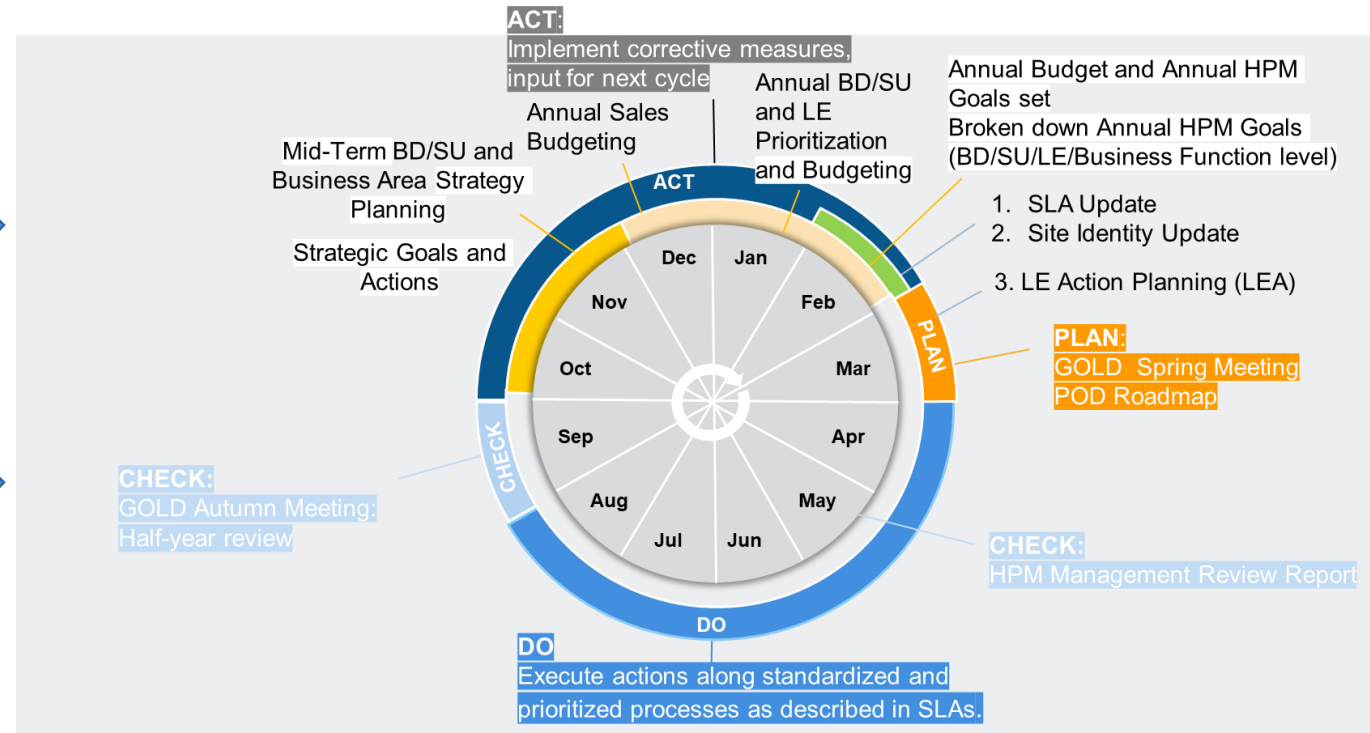 ACT:
Implement corrective measures,
input for next cycle
Annual BD/SU
and LE
Prioritization
and Budgeting
Annual Budget and Annual HPM
Goals set
Broken down Annual HPM Goals
(BD/SU/LE/Business Function level)
Annual Sales
Budgeting
Mid-Term BD/SU and
Business Area Strategy
Planning
Strategic Goals and
Actions
1. SLA Update
2. Site Identity Update
3. LE Action Planning (LEA)
PLAN:
GOLD Spring Meeting
POD Roadmap
ACT
PLAN
DO
CHECK
Jan
Feb
Mar
Apr
May
Jun
Jul
Aug
Sep
Oct
Nov
Dec
CHECK:
GOLD Autumn Meeting:
Half-year review
CHECK:
HPM Management Review Report
DO
Execute actions along standardized and
prioritized processes as described in SLAs.